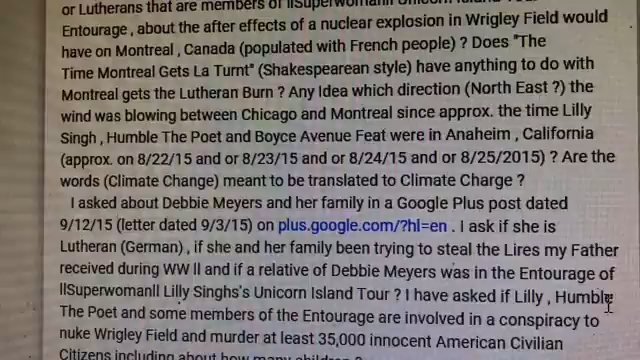 or Lutherans that are members of llSuperwomanll Unicorn Island
Entourage , about the after effects of a nuclear explosion in Wrigley Field would
have on Montreal , Canada (populated with French people) ? Does "The
Time Montreal Gets La Turnt" (Shakespearean style) have anything to do with
Montreal gets the Lutheran Burn ? Any Idea which direction (North East ?) the
wind was blowing between Chicago and Montreal since approx. the time Lilly
Singh , Humble The Poet and Boyce Avenue Feat were in Anaheim , California
(approx. on 8/22/15 and or 8/23/15 and or 8/24/15 and or 8/25/2015) ? Are the
words (Climate Change) meant to be translated to Climate Charge ?
I asked about Debbie Meyers and her family in a Google Plus post dated
9/12/15 (letter dated 9/3/15) on plus.google.com/?hl=en . I ask if she is
Lutheran (German) , if she and her family been trying to steal the Lires my Father
received during WW ll and if a relative of Debbie Meyers was in the Entourage of
llSuperwomanll Lilly Singhs's Unicorn Island Tour ? I have asked if Lilly , Humble
The Poet and some members of the Entourage are involved in a conspiracy to
nuke Wrigley Field and murder at least 35,000 innocent American Civilian
Citizens including about how many children ?